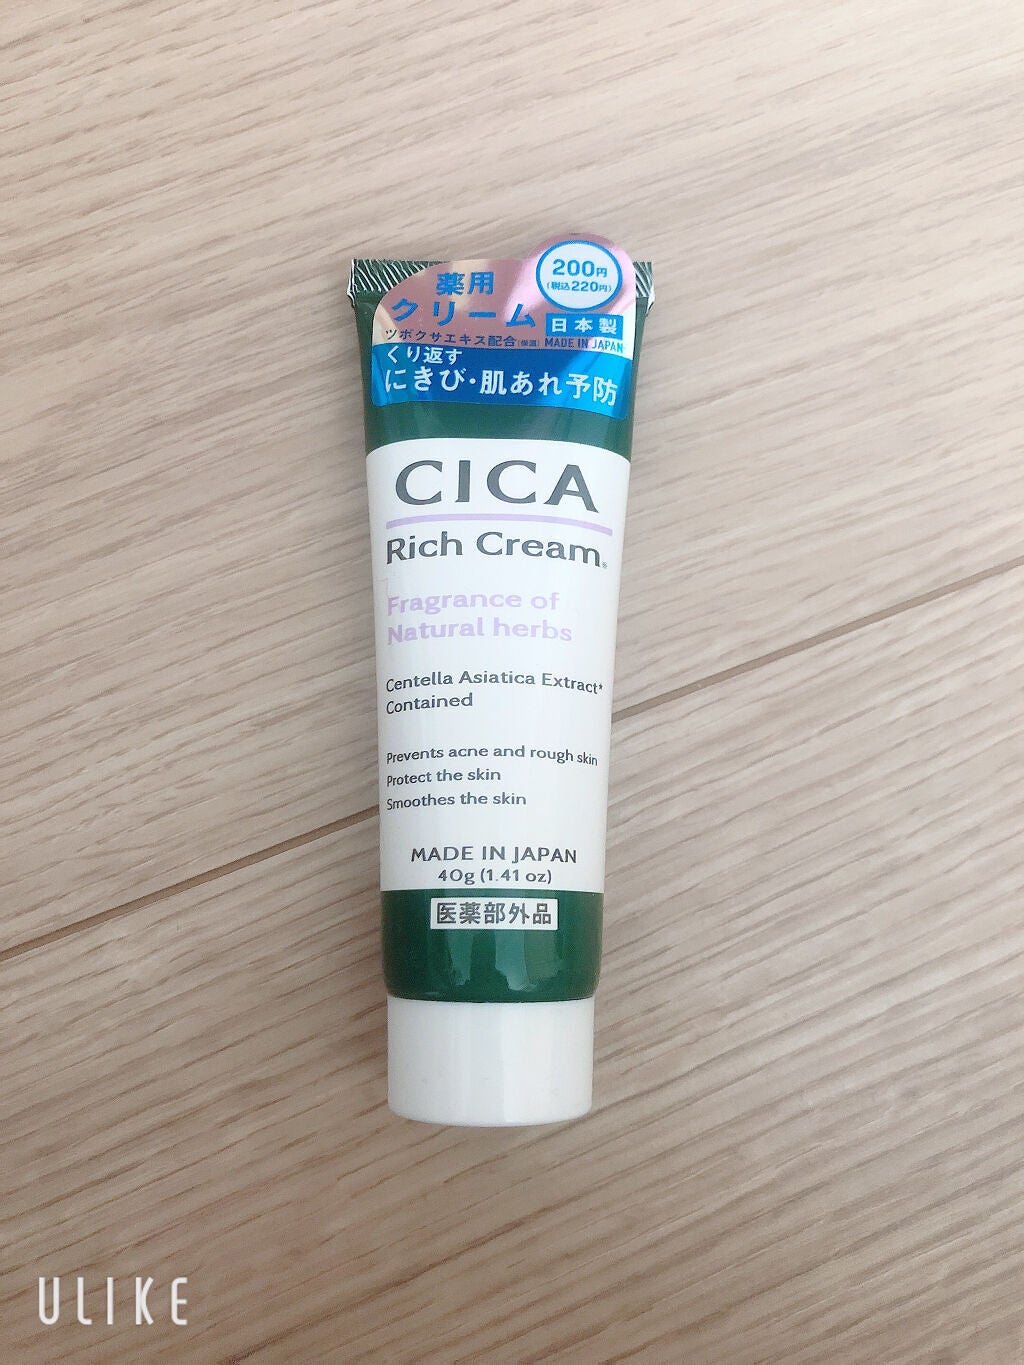 200円
(税込220円)
薬用
クリーム
日本製
ツボクサエキス配合(保湿)
MADE IN JAPAN
くり返す
にきび・肌あれ予防
CICA
Rich Cream®
Fragrance of
Natural herbs
Centella Asiatica Extract*
Contained
Prevents acne and rough skin
Protect the skin
Smoothes the skin
MADE IN JAPAN
40g (1.41 oz)
医薬部外品
ULIKE